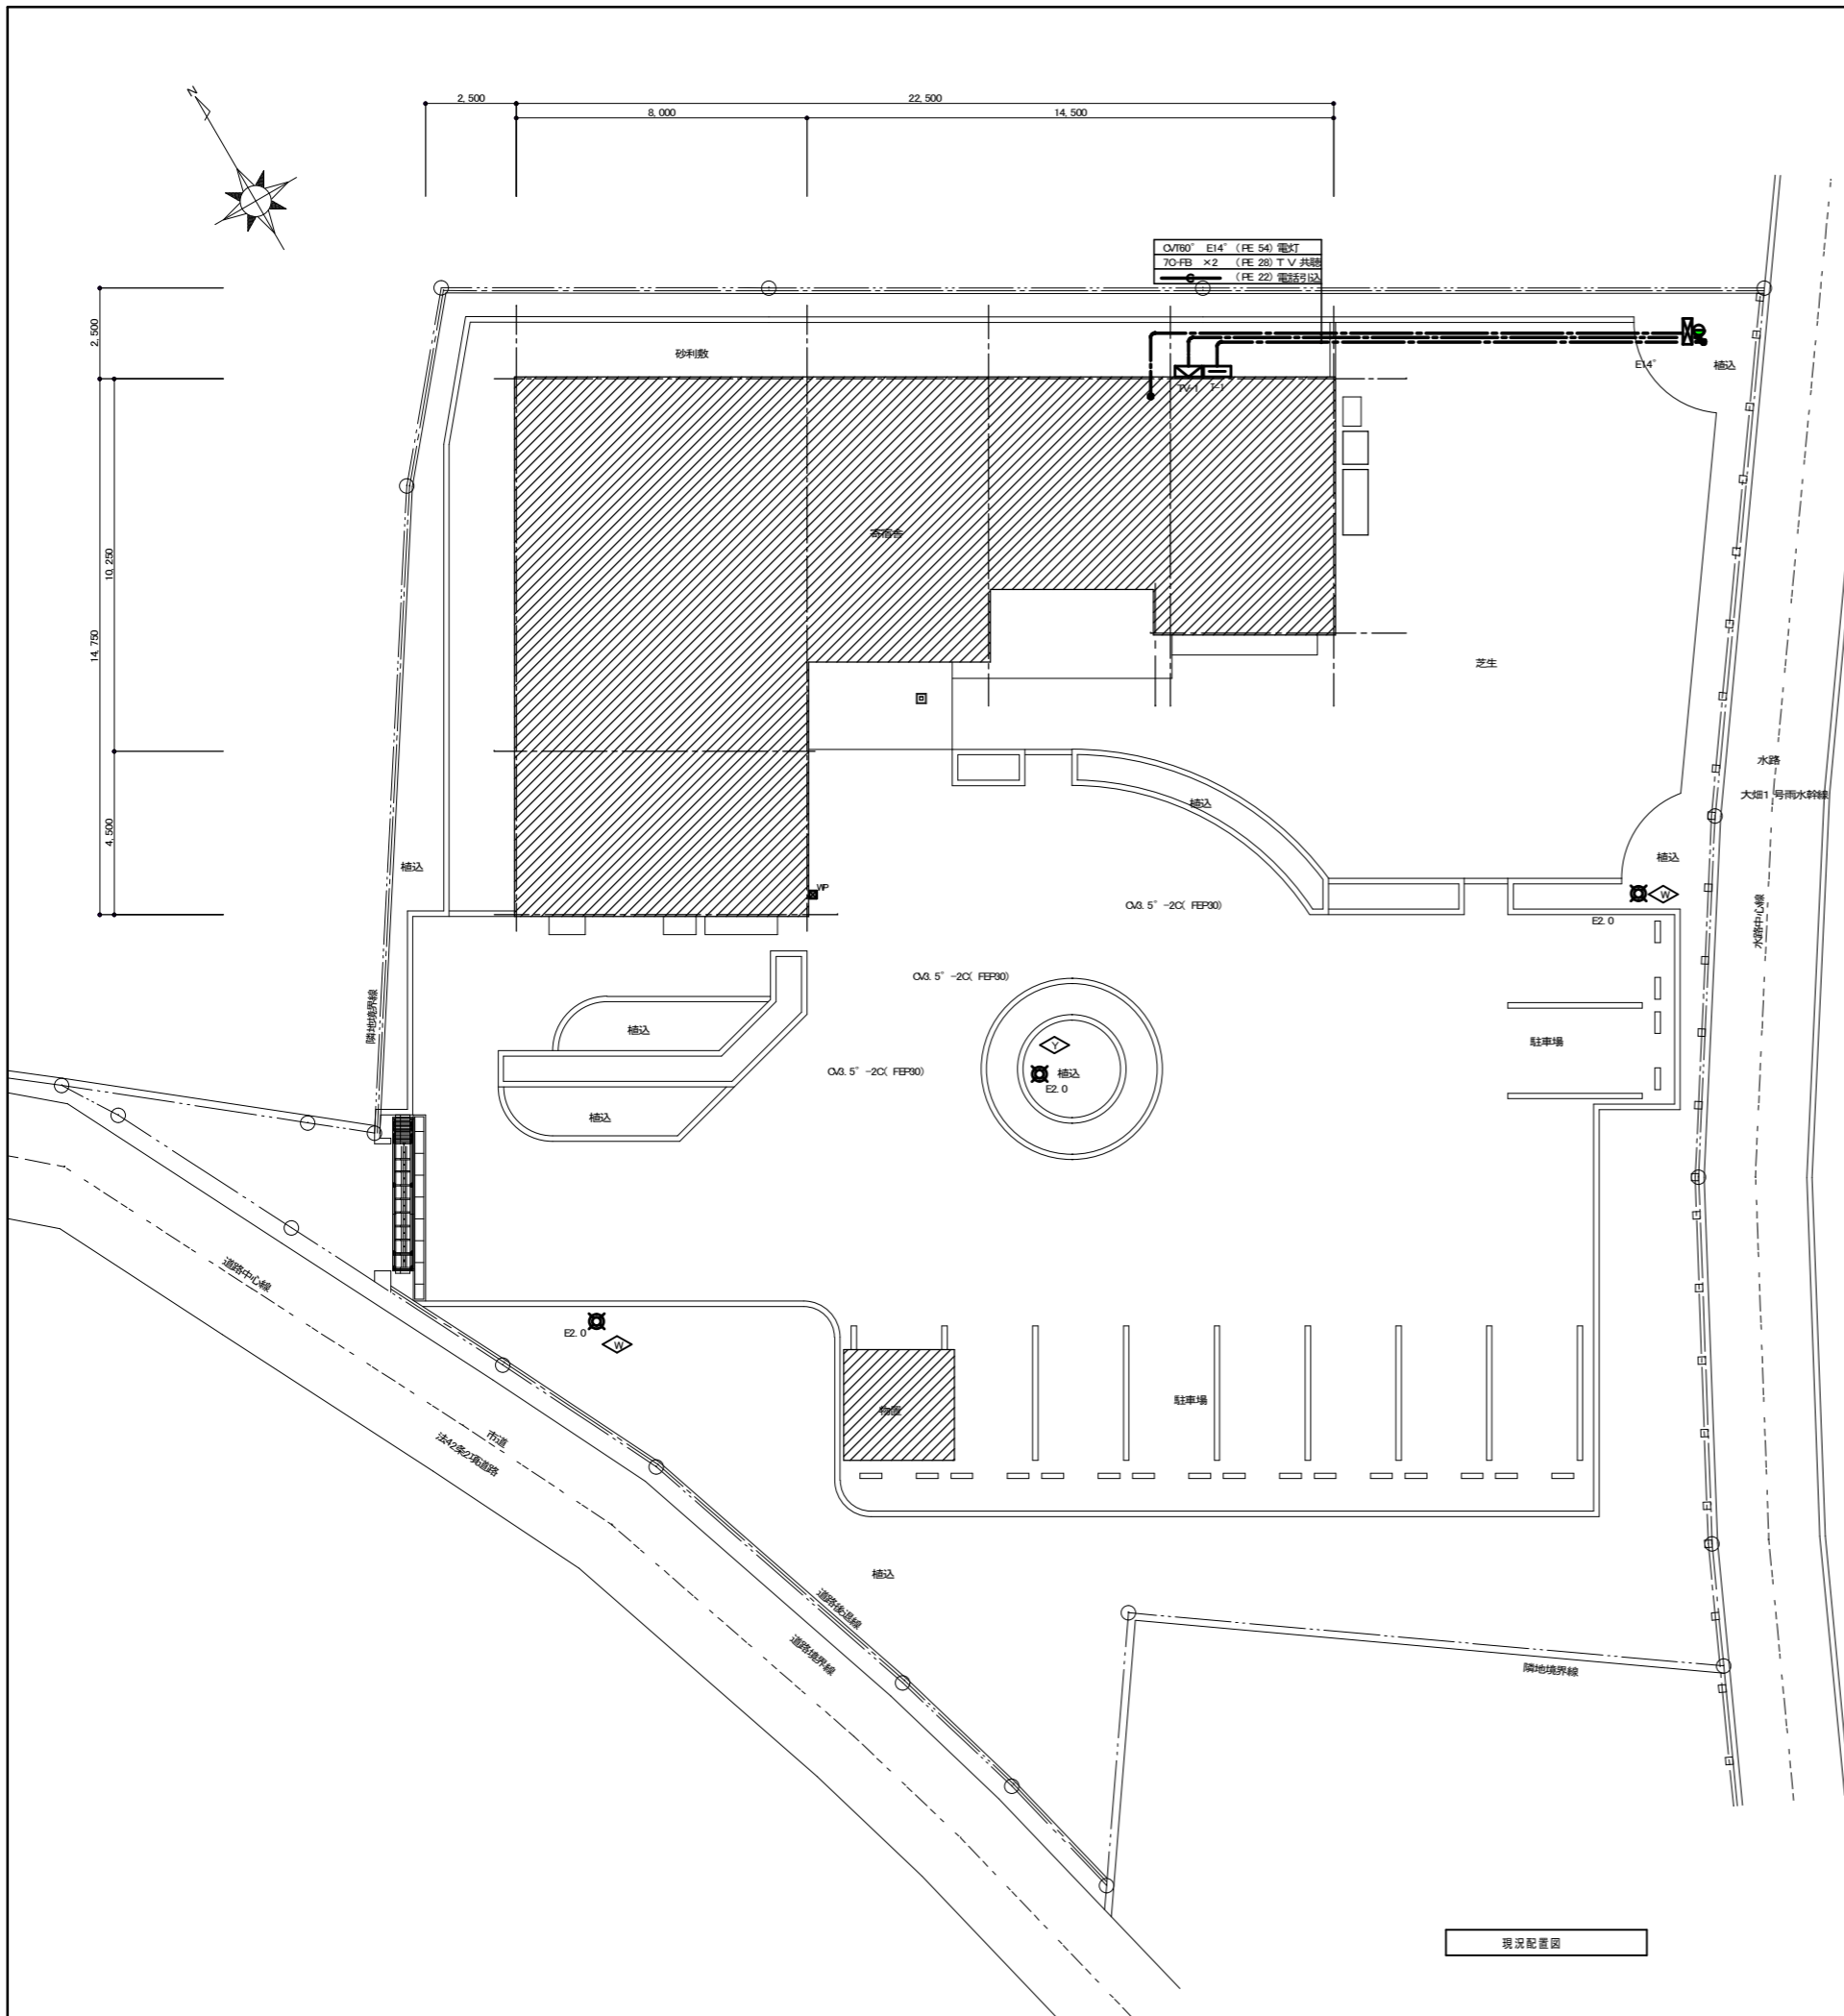 N
2,500
22,500
8,000
14,500
CVT60° E14° (PE 54) 電灯
7C-FB ×2 (PE 28) TV共聴
(PE 22) 電話引込
2,500
砂利敷
E14°
植込
TV-1
T-1
寄宿舎
10,250
14,750
芝生
水路
大畑1号雨水幹線
植込
4,500
植込
植込
WP
W
CV3.5°-2C(FEP30)
E2.0
水路中心線
CV3.5°-2C(FEP30)
隣地境界線
植込
駐車場
Y
CV3.5°-2C(FEP30)
植込
E2.0
植込
道路中心線
E2.0
W
駐車場
物置
市道
法42条2項道路
植込
道路後退線
道路境界線
隣地境界線
現況配置図